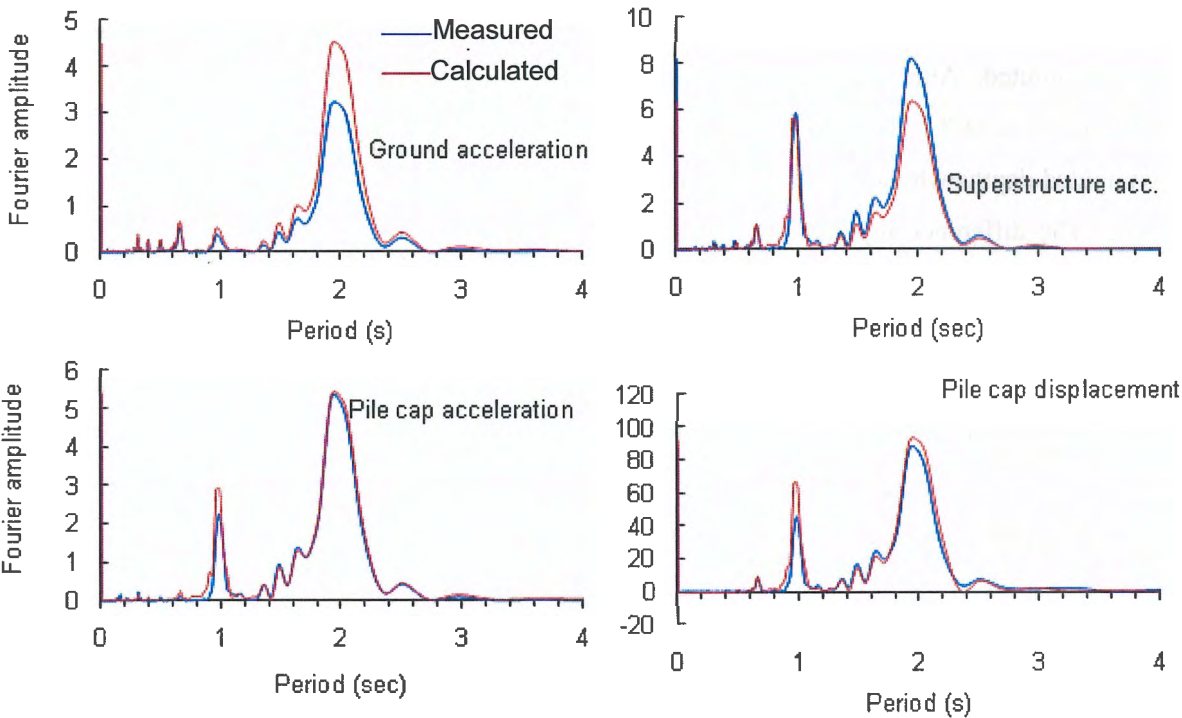 Fourier amplitude
5
4
3
2
1
0
Measured
Calculated
Ground acceleration
0 1 2 3 4
Period (s)
10
8
6
4
2
0
Superstructure acc.
0 1 2 3 4
Period (sec)
Fourier amplitude
6
5
4
3
2
1
0
Pile cap acceleration
0 1 2 3 4
Period (sec)
Pile cap displacement
120
100
80
60
40
20
0
-20
0 1 2 3 4
Period (s)